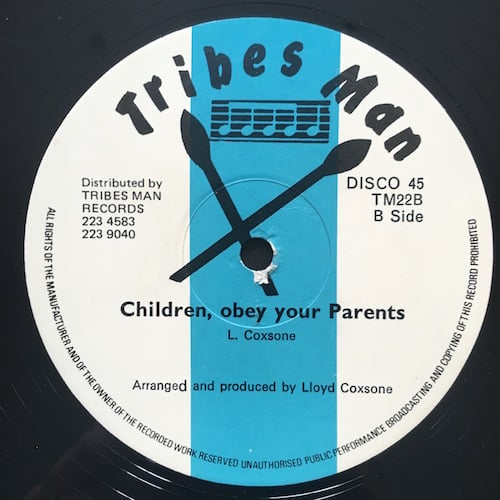 Tribes Man
Distributed by
TRIBES MAN
RECORDS
223 4583
223 9040
DISCO 45
TM22B
B Side
Children, obey your Parents
L. Coxsone
Arranged and produced by Lloyd Coxsone
ALL RIGHTS OF THE MANUFACTURER AND OF THE OWNER OF THE RECORDED WORK RESERVED UNAUTHORISED PUBLIC PERFORMANCE BROADCASTING AND COPYING OF THIS RECORD PROHIBITED